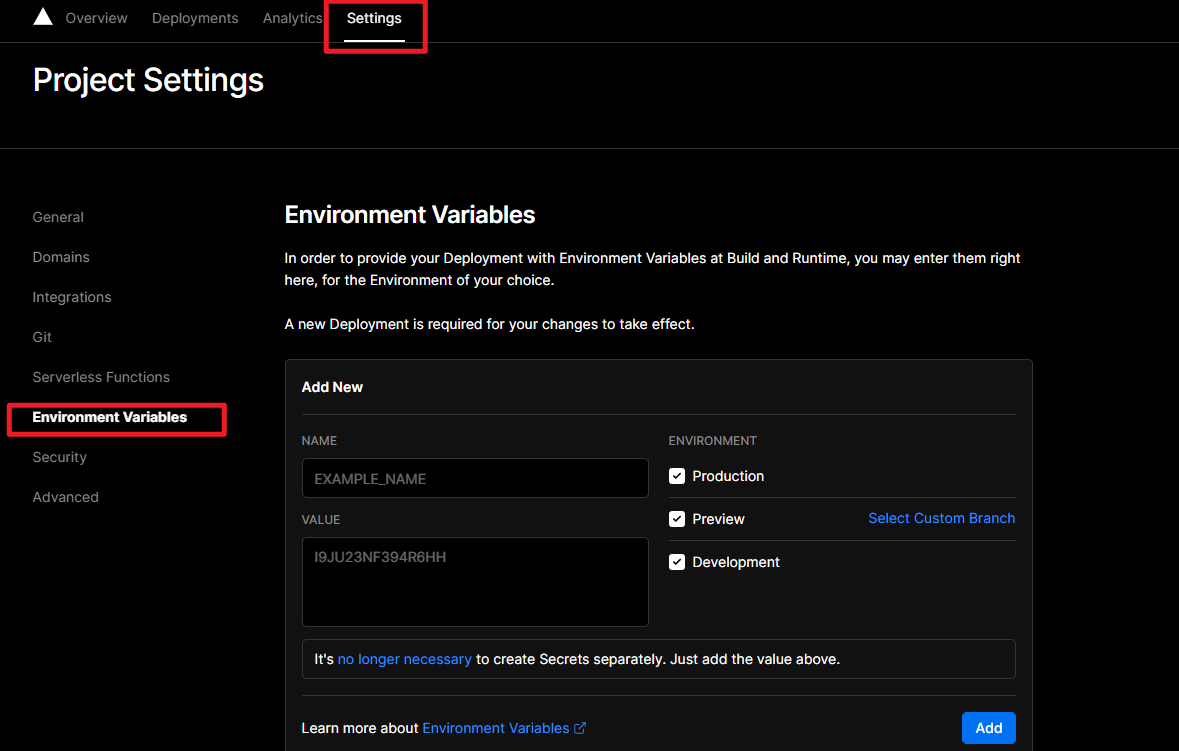 Overview Deployments Analytics Settings
Project Settings
General
Domains
Integrations
Git
Serverless Functions
Environment Variables
Security
Advanced
Environment Variables
In order to provide your Deployment with Environment Variables at Build and Runtime, you may enter them right
here, for the Environment of your choice.
A new Deployment is required for your changes to take effect.
Add New
NAME
EXAMPLE_NAME
VALUE
I9JU23NF394R6HH
ENVIRONMENT
Production
Preview Select Custom Branch
Development
It's no longer necessary to create Secrets separately. Just add the value above.
Learn more about Environment Variables
Add